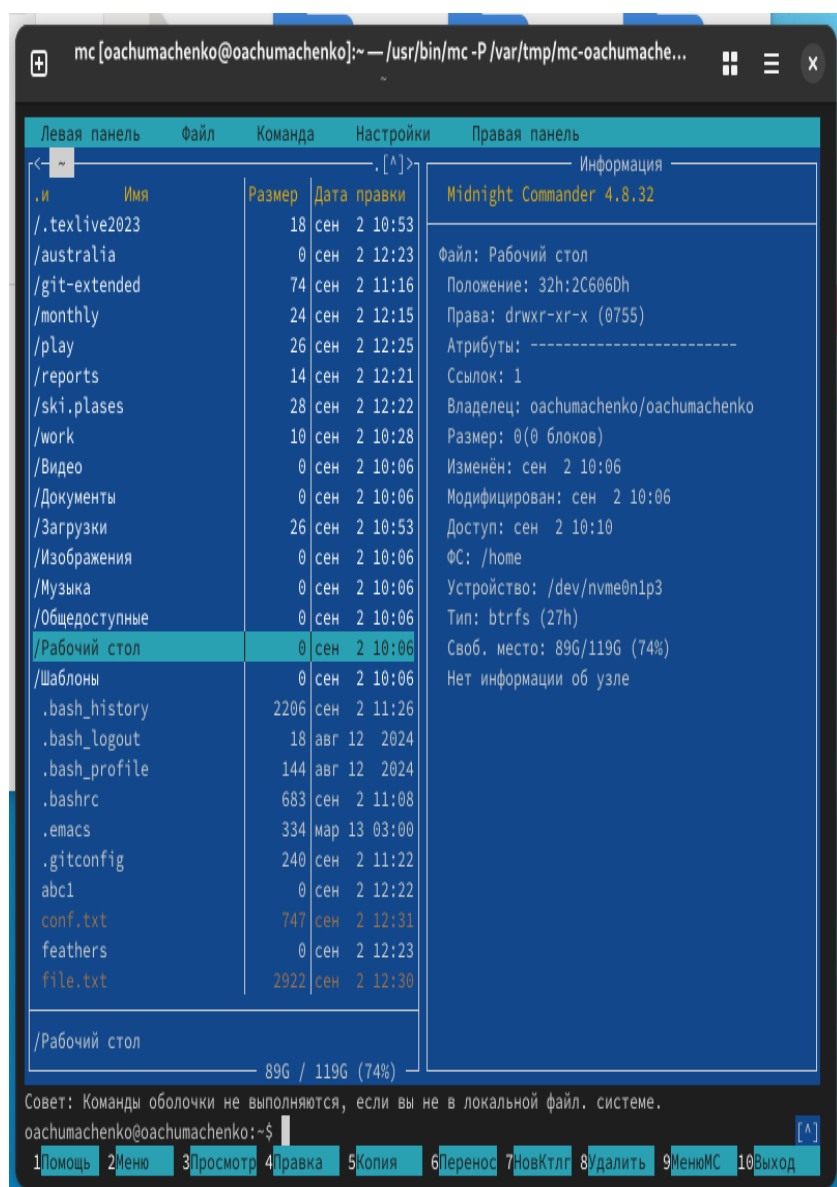 mc [oachumachenko@oachumachenko]:~ — /usr/bin/mc -P /var/tmp/mc-oachumache...
~
Левая панель Файл Команда Настройки Правая панель
<─ ~ .[^]>
.и Имя Размер Дата правки
/.texlive2023 18 сен 2 10:53
/australia 0 сен 2 12:23
/git-extended 74 сен 2 11:16
/monthly 24 сен 2 12:15
/play 26 сен 2 12:25
/reports 14 сен 2 12:21
/ski.plases 28 сен 2 12:22
/work 10 сен 2 10:28
/Видео 0 сен 2 10:06
/Документы 0 сен 2 10:06
/Загрузки 26 сен 2 10:53
/Изображения 0 сен 2 10:06
/Музыка 0 сен 2 10:06
/Общедоступные 0 сен 2 10:06
/Рабочий стол 0 сен 2 10:06
/Шаблоны 0 сен 2 10:06
.bash_history 2206 сен 2 11:26
.bash_logout 18 авг 12 2024
.bash_profile 144 авг 12 2024
.bashrc 683 сен 2 11:08
.emacs 334 мар 13 03:00
.gitconfig 240 сен 2 11:22
abc1 0 сен 2 12:22
conf.txt 747 сен 2 12:31
feathers 0 сен 2 12:23
file.txt 2922 сен 2 12:30
/Рабочий стол
89G / 119G (74%)
Информация
Midnight Commander 4.8.32
Файл: Рабочий стол
Положение: 32h:2C606Dh
Права: drwxr-xr-x (0755)
Атрибуты: -------------------------
Ссылок: 1
Владелец: oachumachenko/oachumachenko
Размер: 0(0 блоков)
Изменён: сен 2 10:06
Модифицирован: сен 2 10:06
Доступ: сен 2 10:10
ФС: /home
Устройство: /dev/nvme0n1p3
Тип: btrfs (27h)
Своб. место: 89G/119G (74%)
Нет информации об узле
Совет: Команды оболочки не выполняются, если вы не в локальной файл. системе.
oachumachenko@oachumachenko:~$ [^]
1Помощь 2Меню 3Просмотр 4Правка 5Копия 6Перенос 7НовКтлг 8Удалить 9МенюMC 10Выход